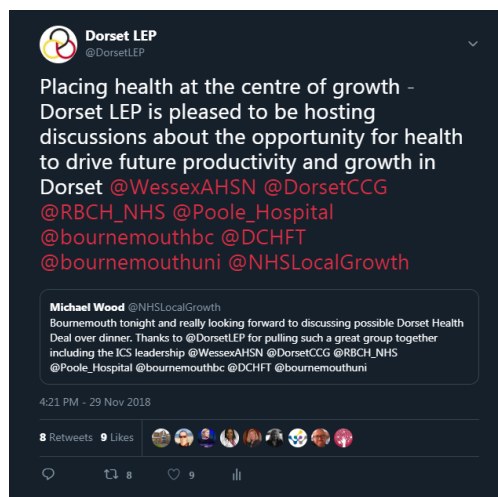 Dorset LEP
@DorsetLEP
Placing health at the centre of growth -
Dorset LEP is pleased to be hosting
discussions about the opportunity for health
to drive future productivity and growth in
Dorset @WessexAHSN @DorsetCCG
@RBCH_NHS @Poole_Hospital
@bournemouthbc @DCHFT
@bournemouthuni @NHSLocalGrowth
Michael Wood @NHSLocalGrowth
Bournemouth tonight and really looking forward to discussing possible Dorset Health
Deal over dinner. Thanks to @DorsetLEP for pulling such a great group together
including the ICS leadership @WessexAHSN @DorsetCCG @RBCH_NHS
@Poole_Hospital @bournemouthbc @DCHFT @bournemouthuni
4:21 PM - 29 Nov 2018
8 Retweets 9 Likes
8 9